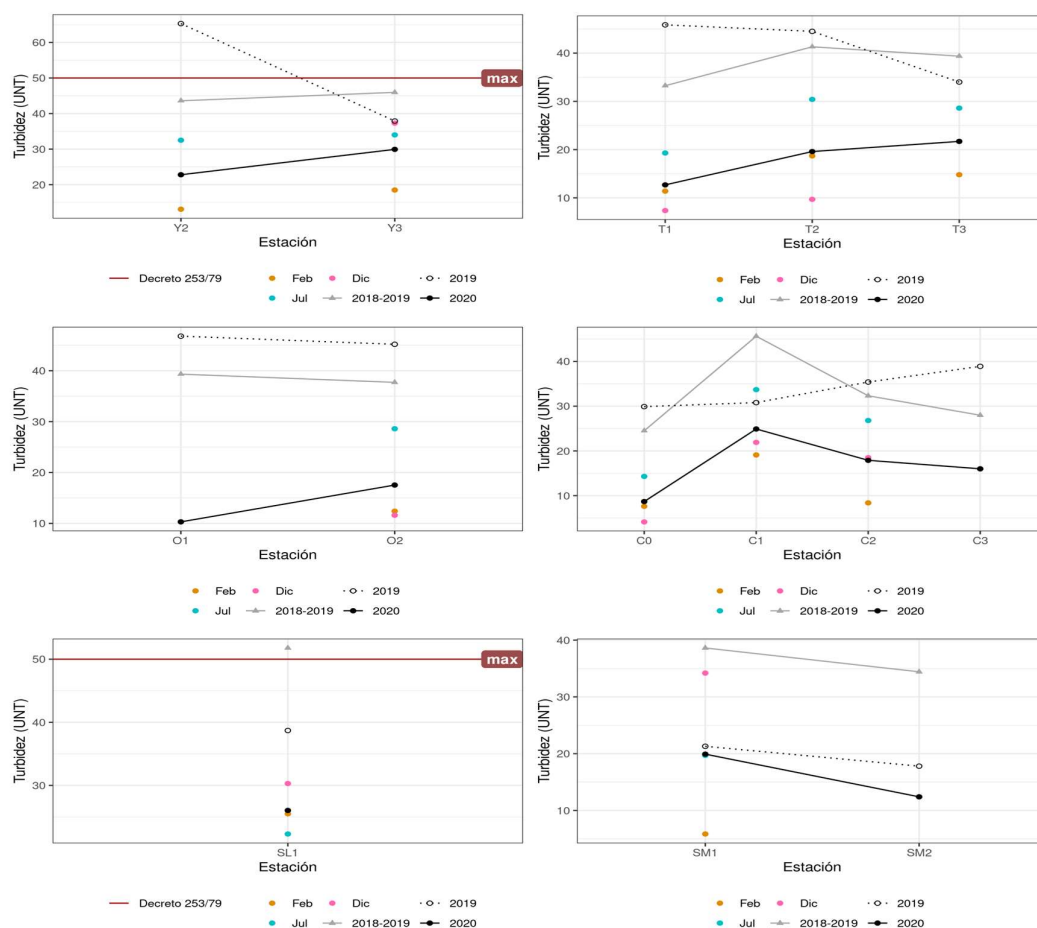 Turbidez (UNT)
60
50
40
30
20
max
Y2
Y3
Estación
Decreto 253/79
Feb
Dic
2019
Jul
2018-2019
2020
Turbidez (UNT)
40
30
20
10
T1
T2
T3
Estación
Feb
Dic
2019
Jul
2018-2019
2020
Turbidez (UNT)
40
30
20
10
O1
O2
Estación
Feb
Dic
2019
Jul
2018-2019
2020
Turbidez (UNT)
40
30
20
10
C0
C1
C2
C3
Estación
Feb
Dic
2019
Jul
2018-2019
2020
Turbidez (UNT)
50
40
30
max
SL1
Estación
Decreto 253/79
Feb
Dic
2019
Jul
2018-2019
2020
Turbidez (UNT)
40
30
20
10
SM1
SM2
Estación
Feb
Dic
2019
Jul
2018-2019
2020